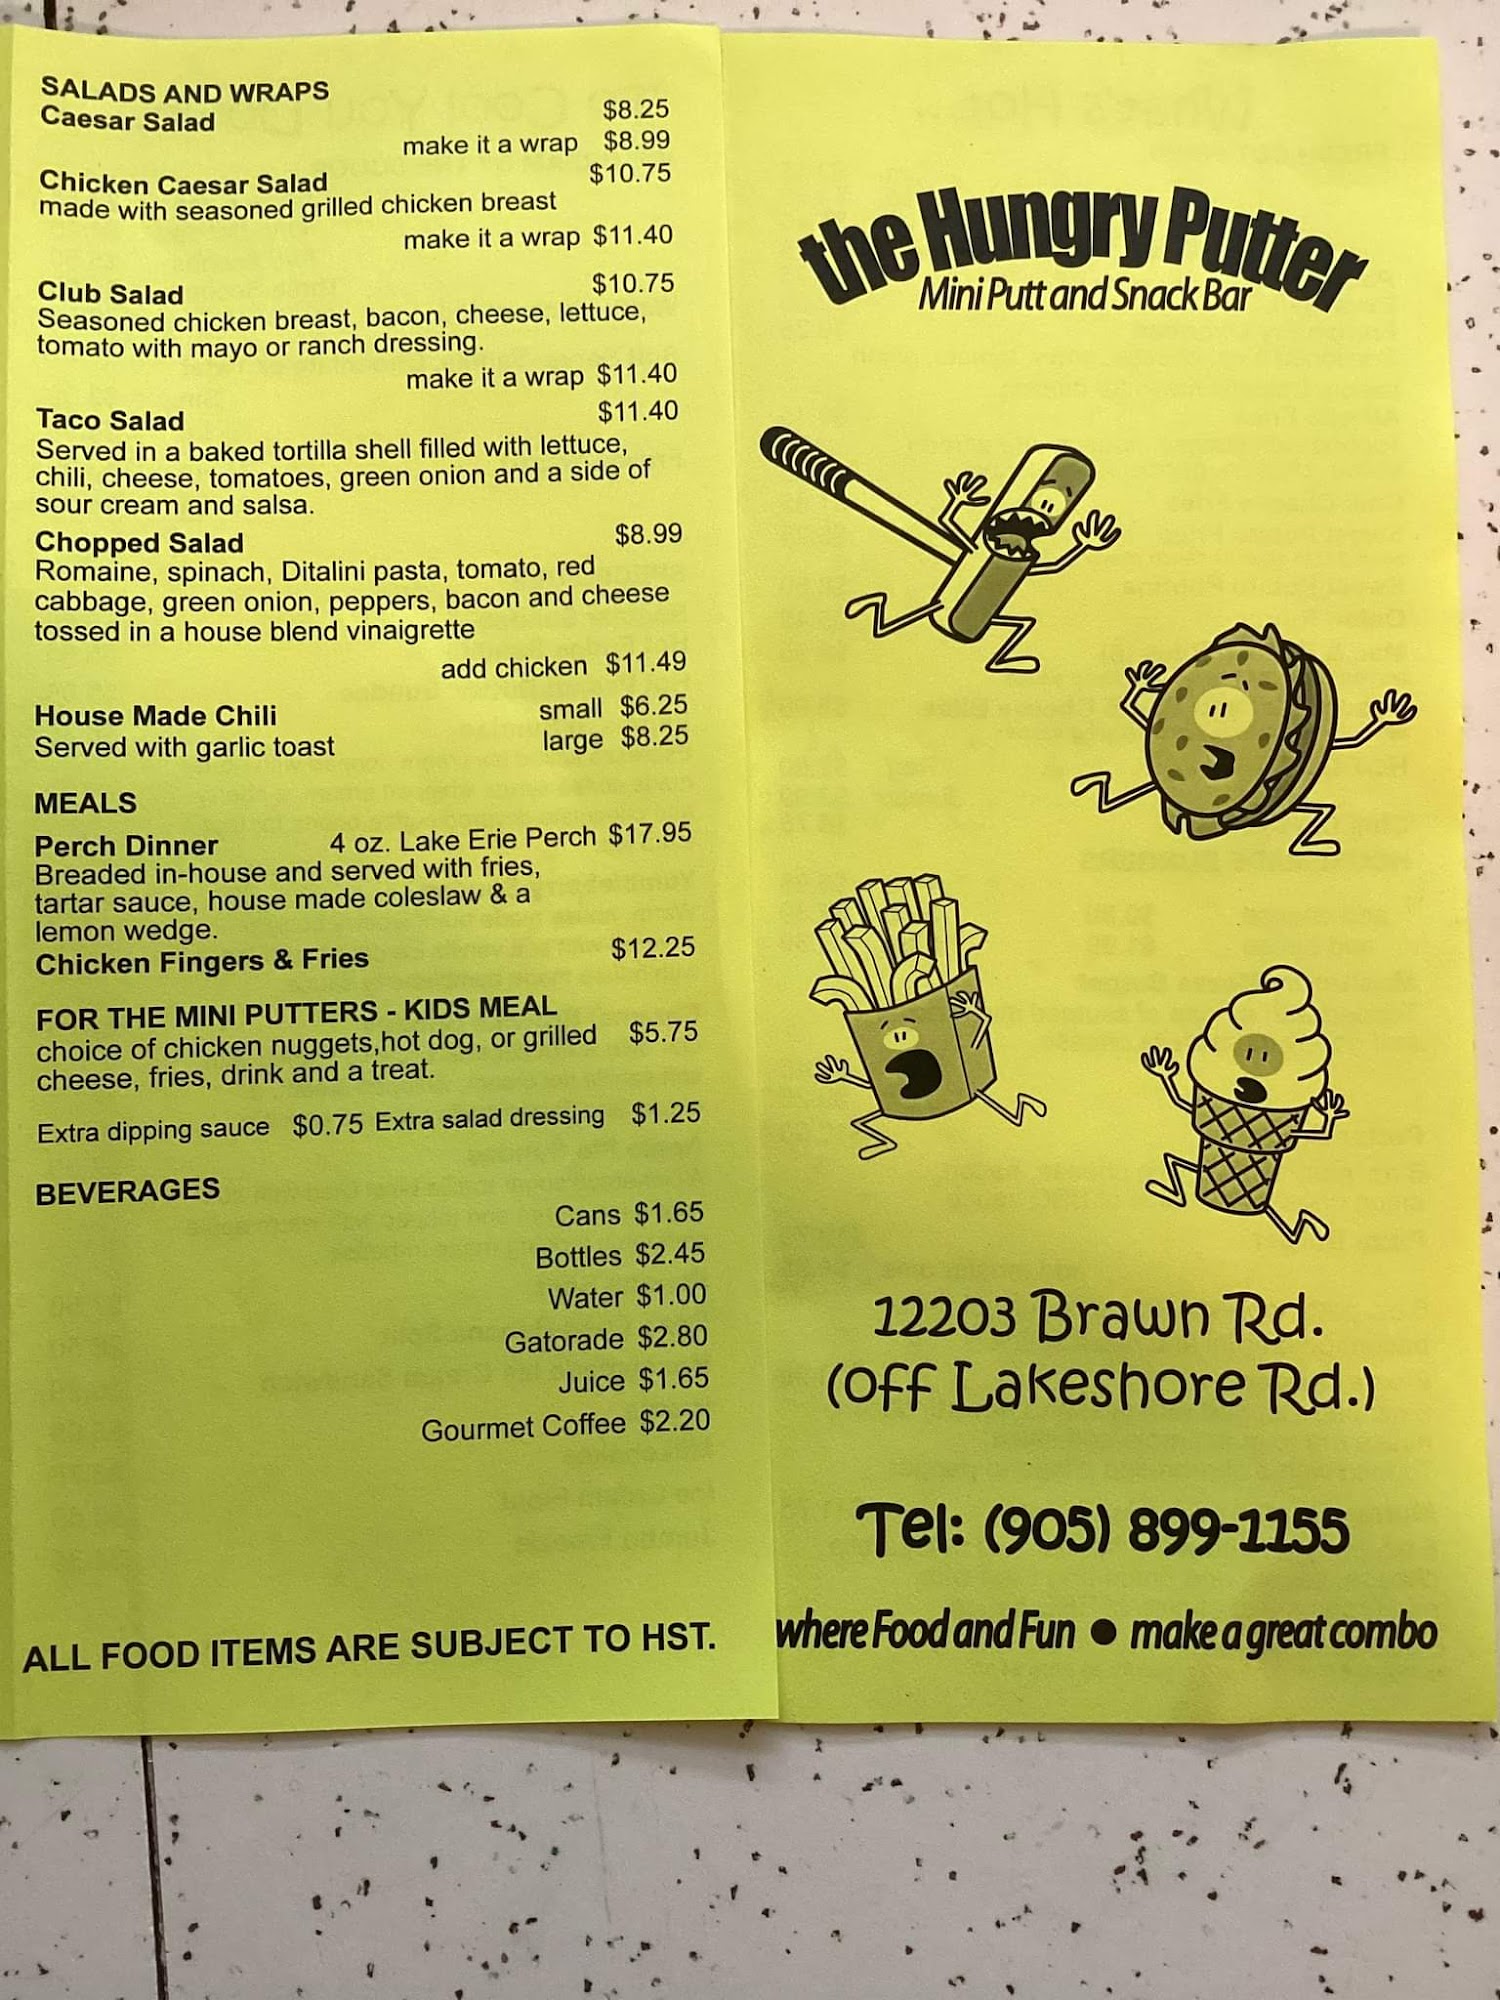 SALADS AND WRAPS
Caesar Salad $8.25
make it a wrap $8.99
Chicken Caesar Salad $10.75
made with seasoned grilled chicken breast
make it a wrap $11.40
Club Salad $10.75
Seasoned chicken breast, bacon, cheese, lettuce,
tomato with mayo or ranch dressing.
make it a wrap $11.40
Taco Salad $11.40
Served in a baked tortilla shell filled with lettuce,
chili, cheese, tomatoes, green onion and a side of
sour cream and salsa.
Chopped Salad $8.99
Romaine, spinach, Ditalini pasta, tomato, red
cabbage, green onion, peppers, bacon and cheese
tossed in a house blend vinaigrette
add chicken $11.49
House Made Chili small $6.25
Served with garlic toast large $8.25
MEALS
Perch Dinner 4 oz. Lake Erie Perch $17.95
Breaded in-house and served with fries,
tartar sauce, house made coleslaw & a
lemon wedge.
Chicken Fingers & Fries $12.25
FOR THE MINI PUTTERS - KIDS MEAL
choice of chicken nuggets,hot dog, or grilled $5.75
cheese, fries, drink and a treat.
Extra dipping sauce $0.75 Extra salad dressing $1.25
BEVERAGES
Cans $1.65
Bottles $2.45
Water $1.00
Gatorade $2.80
Juice $1.65
Gourmet Coffee $2.20
ALL FOOD ITEMS ARE SUBJECT TO HST.
the Hungry Putter
Mini Putt and Snack Bar
12203 Brawn Rd.
(off Lakeshore Rd.)
Tel: (905) 899-1155
where Food and Fun ● make a great combo